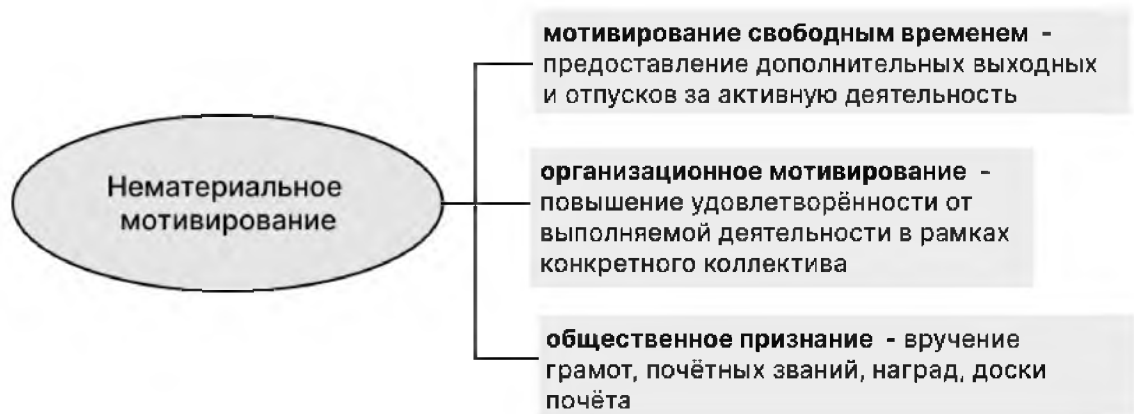 Нематериальное
мотивирование
мотивирование свободным временем -
предоставление дополнительных выходных
и отпусков за активную деятельность
организационное мотивирование -
повышение удовлетворённости от
выполняемой деятельности в рамках
конкретного коллектива
общественное признание - вручение
грамот, почётных званий, наград, доски
почёта